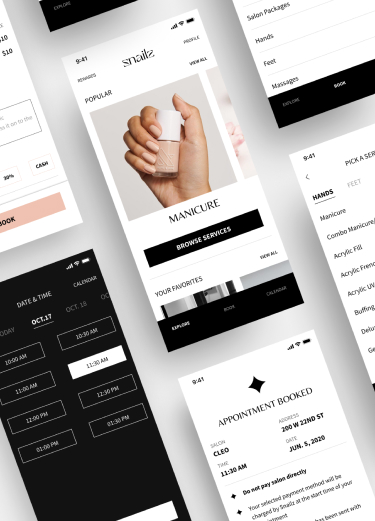 $10
$10
it on to the
30%
CASH
BOOK
EXPLORE
Salon Packages
Hands
Feet
Massages
EXPLORE
BOOK
9:41
snailz
REWARDS
PROFILE
POPULAR
VIEW ALL
MANICURE
BROWSE SERVICES
YOUR FAVORITES
VIEW ALL
EXPLORE
BOOK
CALENDAR
9:41
PICK A SER
HANDS
FEET
Manicure
Combo Manicure/
Acrylic Fill
Acrylic Frenc
Acrylic UV
Buffing
Delu
Ge
DATE & TIME
CALENDAR
ODAY
OCT.17
OCT. 18
OC
10:00 AM
10:30 AM
11:00 AM
11:30 AM
12:00 PM
12:30 PM
01:00 PM
01:30 PM
9:41
APPOINTMENT BOOKED
SALON
ADDRESS
CLEO
200 W 22ND ST
TIME
DATE
11:30 AM
JUN. 5, 2020
Do not pay salon directly
Your selected payment method will be
charged by Snailz at the start of your
ntment
has been sent with